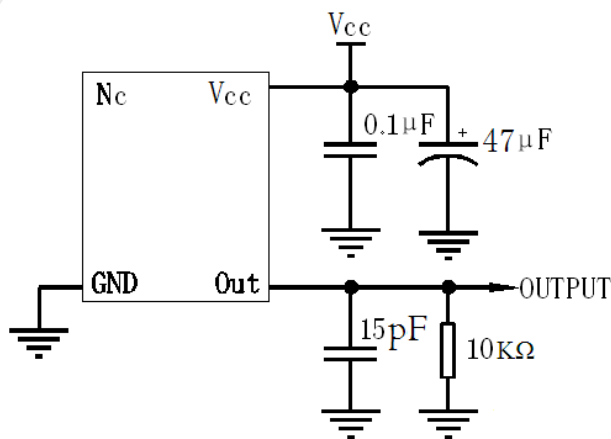 Vcc
Nc Vcc
0.1μF
+
47μF
GND Out
OUTPUT
15pF
10KΩ